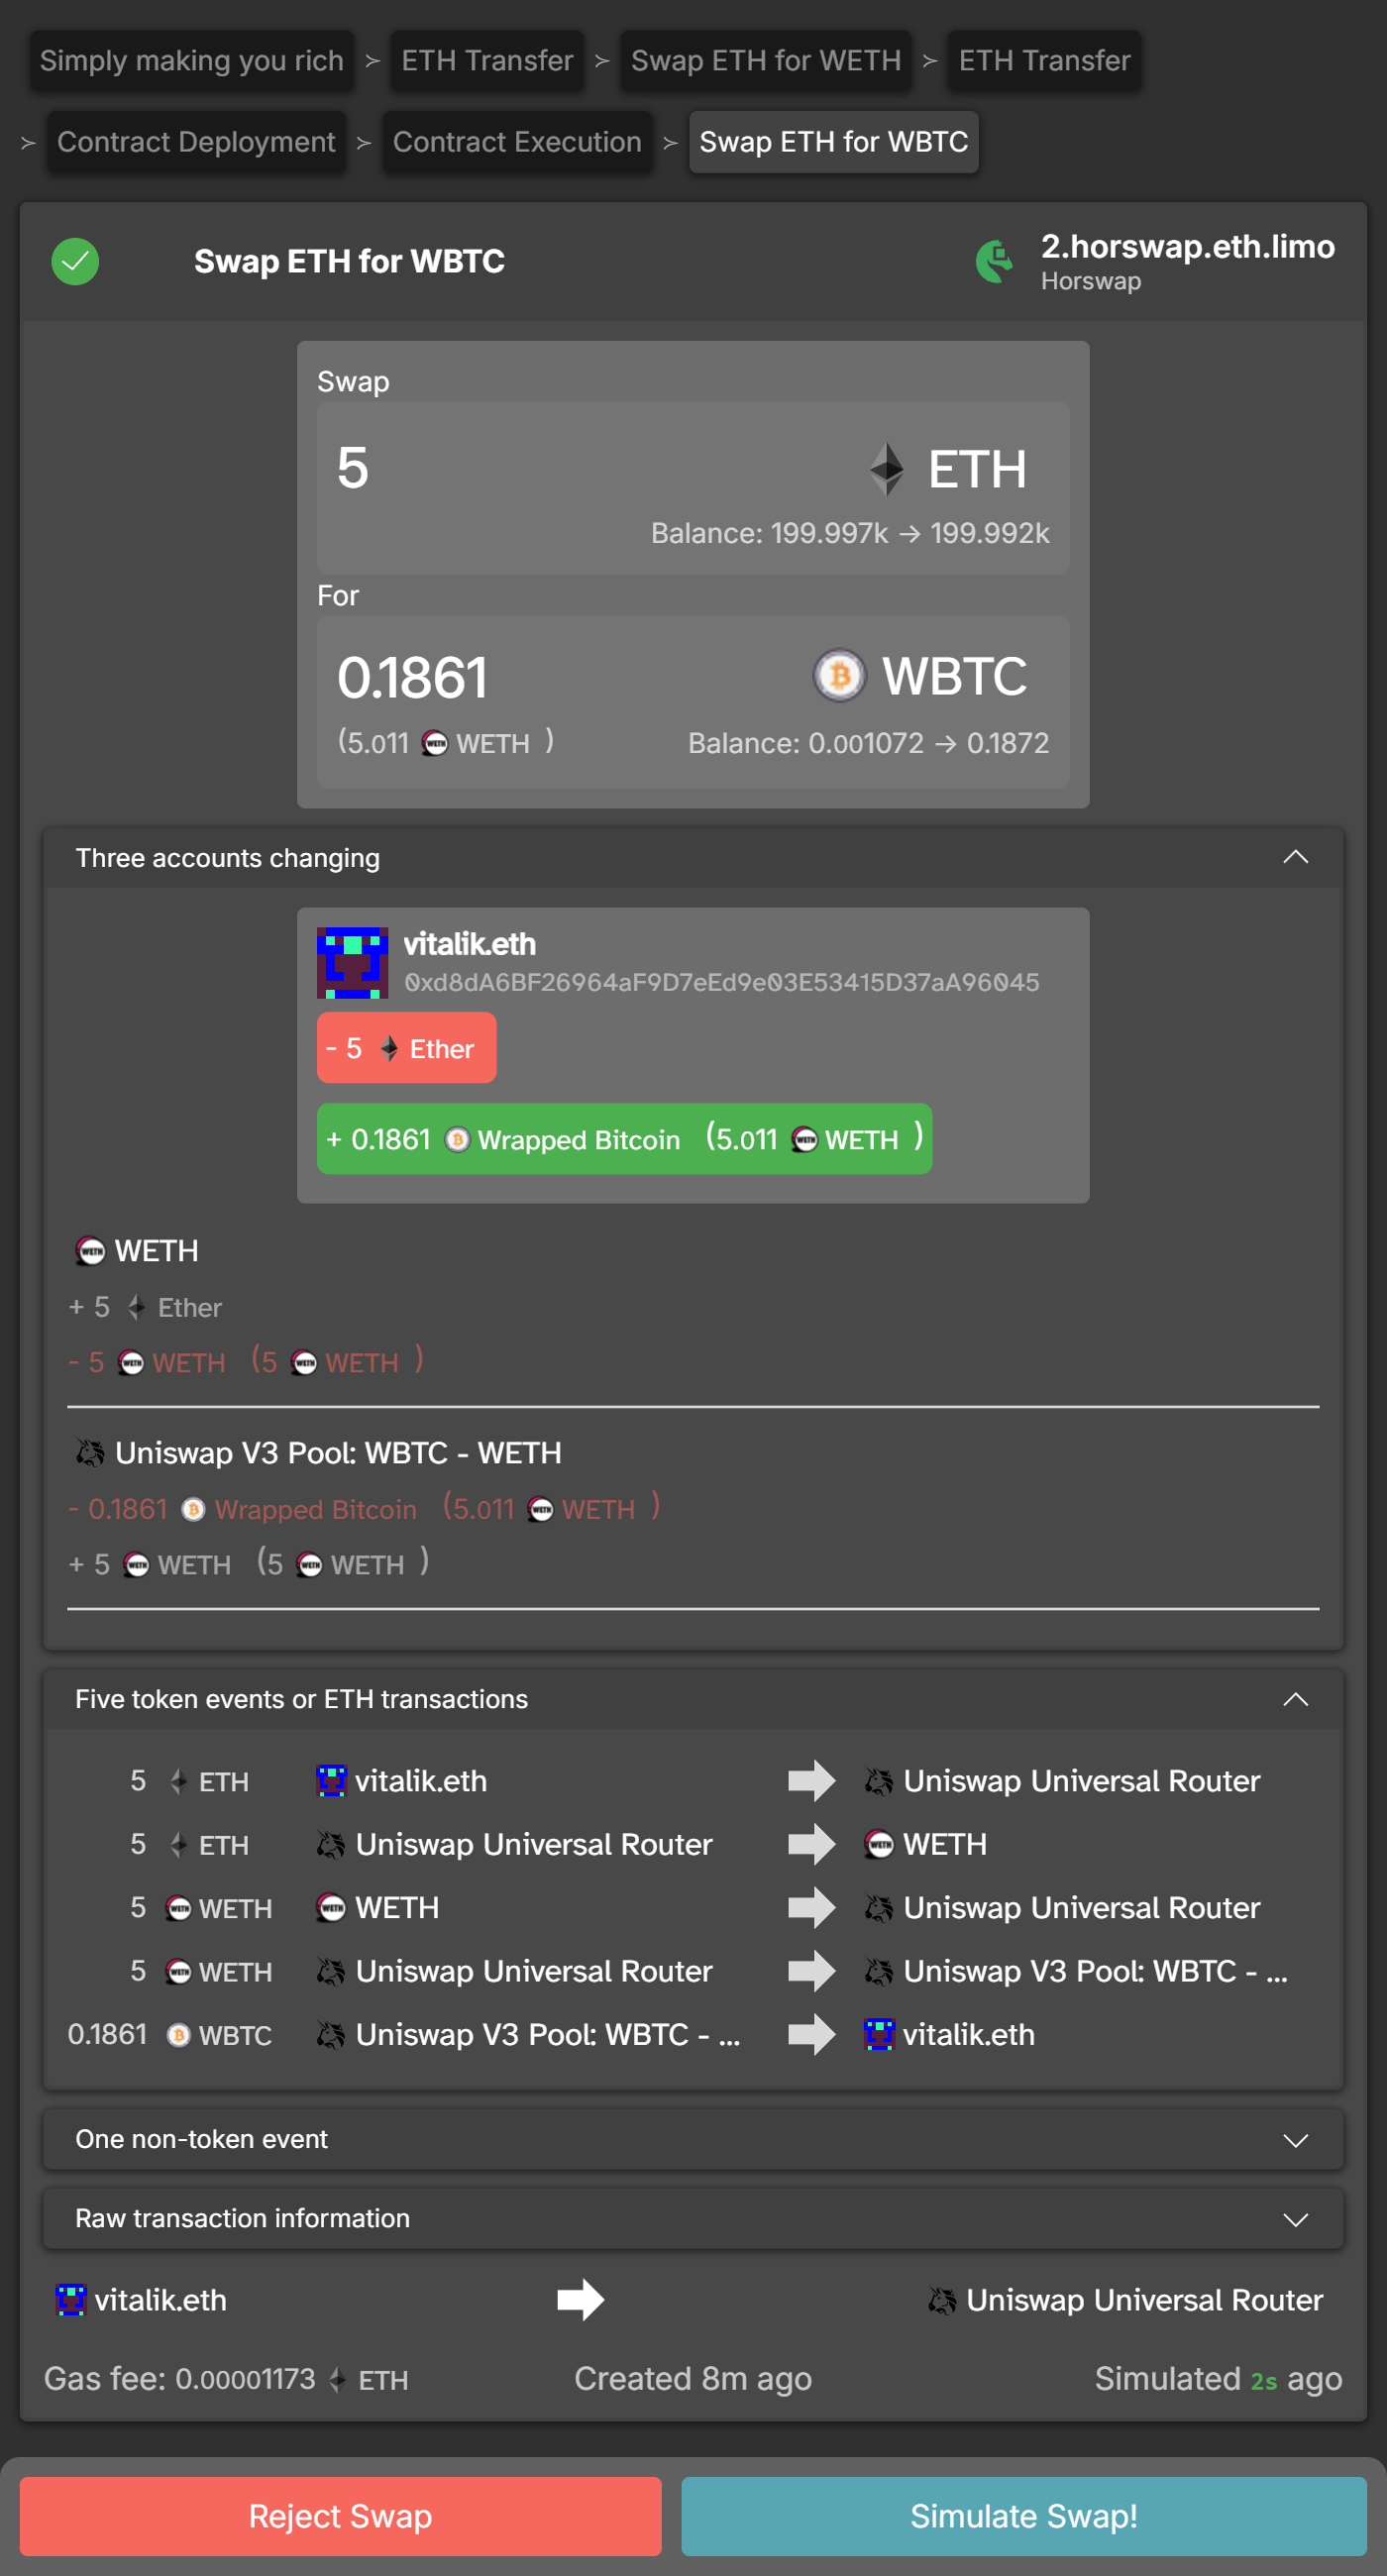 Simply making you rich > ETH Transfer > Swap ETH for WETH > ETH Transfer
> Contract Deployment > Contract Execution > Swap ETH for WBTC
Swap ETH for WBTC
2.horswap.eth.limo
Horswap
Swap
5 ETH
Balance: 199.997k → 199.992k
For
0.1861 WBTC
(5.011 WETH ) Balance: 0.001072 → 0.1872
Three accounts changing
vitalik.eth
0xd8dA6BF26964aF9D7eEd9e03E53415D37aA96045
- 5 Ether
+ 0.1861 Wrapped Bitcoin (5.011 WETH )
WETH
+ 5 Ether
- 5 WETH (5 WETH )
Uniswap V3 Pool: WBTC - WETH
- 0.1861 Wrapped Bitcoin (5.011 WETH )
+ 5 WETH (5 WETH )
Five token events or ETH transactions
5 ETH vitalik.eth Uniswap Universal Router
5 ETH Uniswap Universal Router WETH
5 WETH WETH Uniswap Universal Router
5 WETH Uniswap Universal Router Uniswap V3 Pool: WBTC - ...
0.1861 WBTC Uniswap V3 Pool: WBTC - ... vitalik.eth
One non-token event
Raw transaction information
vitalik.eth Uniswap Universal Router
Gas fee: 0.00001173 ETH Created 8m ago Simulated 2s ago
Reject Swap Simulate Swap!